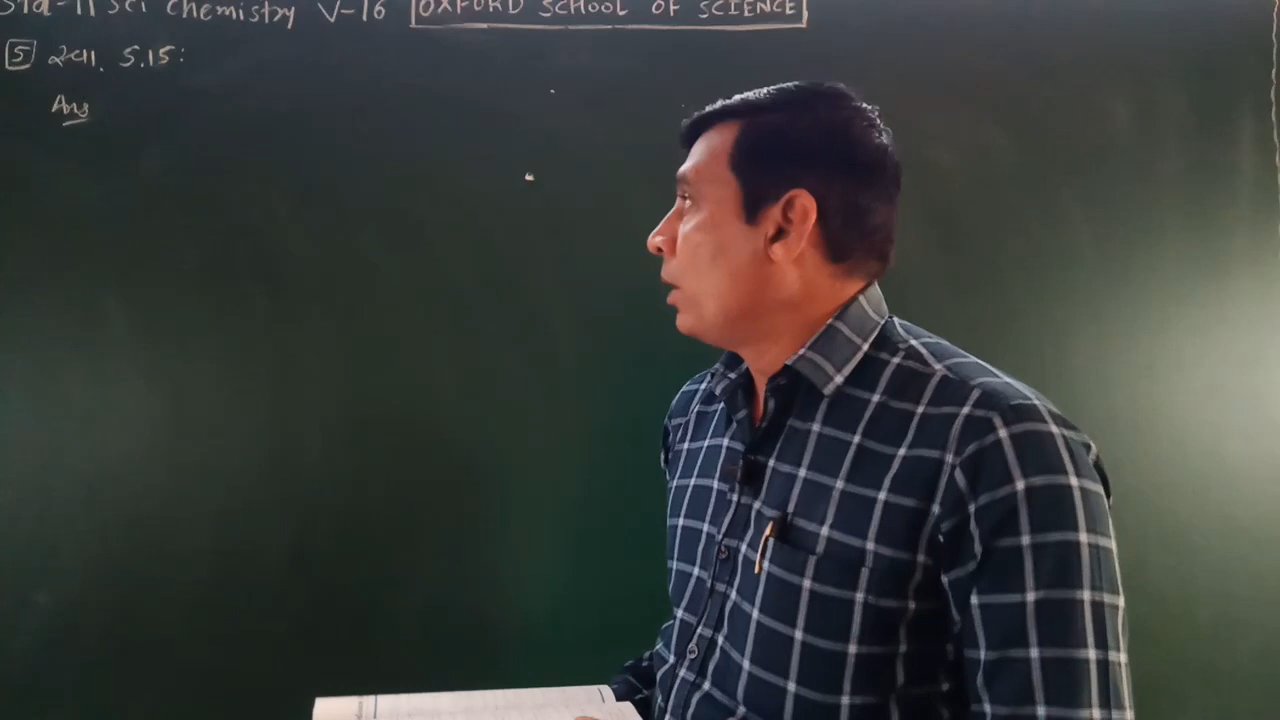 Std-11 Sci Chemistry V-16 OXFORD SCHOOL OF SCIENCE
5 સ્વા. 5.15:
Ans